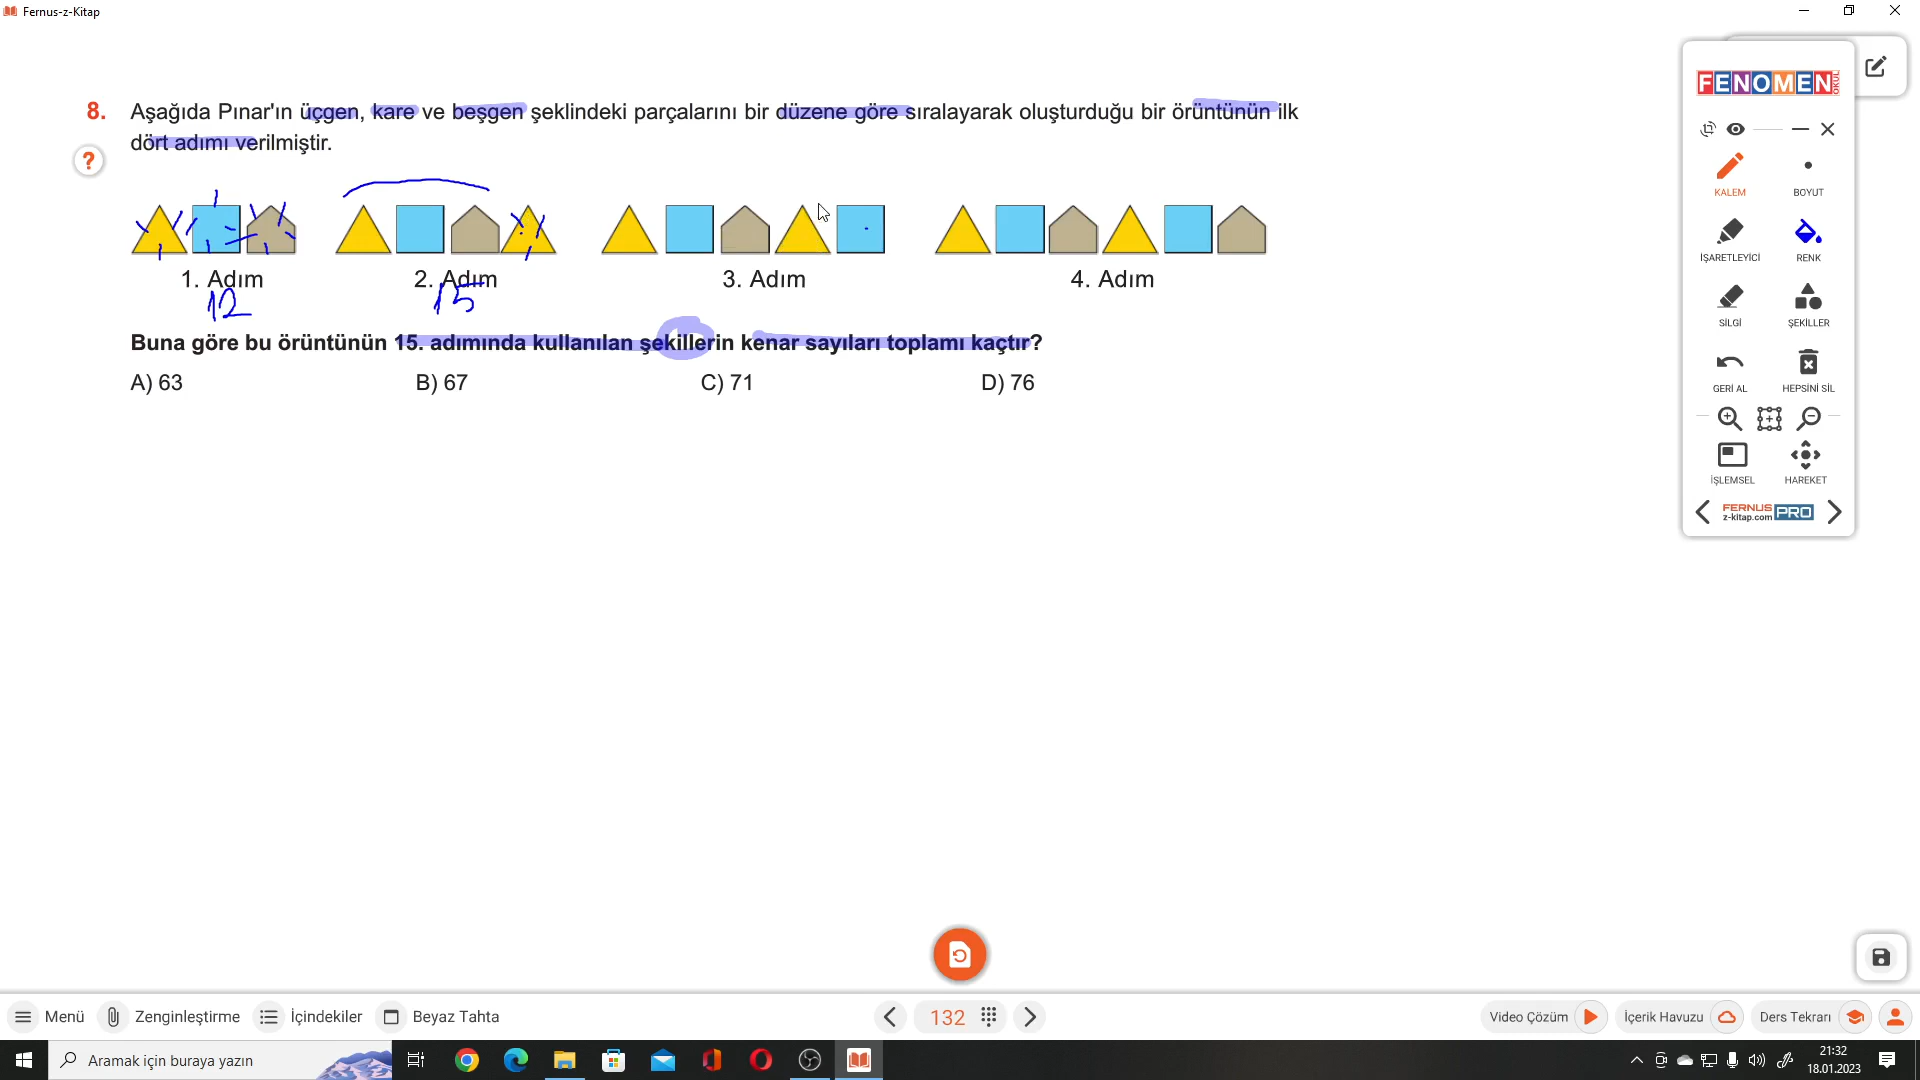 Fernus-z-Kitap
FENOMEN OKUL
8. Aşağıda Pınar'ın üçgen, kare ve beşgen şeklindeki parçalarını bir düzene göre sıralayarak oluşturduğu bir örüntünün ilk
dört adımı verilmiştir.
?
1. Adım
2. Adım
3. Adım
4. Adım
12
15
Buna göre bu örüntünün 15. adımında kullanılan şekillerin kenar sayıları toplamı kaçtır?
A) 63
B) 67
C) 71
D) 76
KALEM
BOYUT
İŞARETLEYİCİ
RENK
SİLGİ
ŞEKİLLER
GERİ AL
HEPSİNİ SİL
İŞLEMSEL
HAREKET
FERNUS
z-kitap.com PRO
Menü
Zenginleştirme
İçindekiler
Beyaz Tahta
132
Video Çözüm
İçerik Havuzu
Ders Tekrarı
Aramak için buraya yazın
21:32
18.01.2023